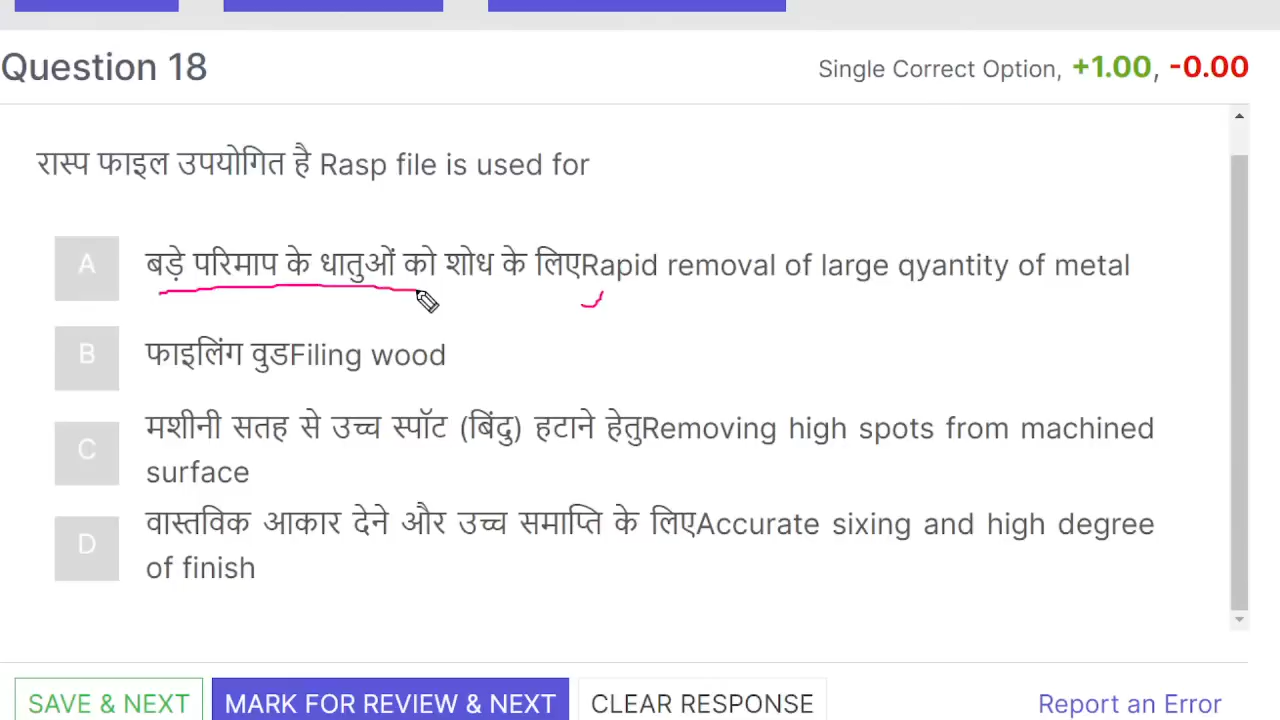 Question 18
Single Correct Option, +1.00, -0.00
रास्प फाइल उपयोगित है Rasp file is used for
A
बड़े परिमाप के धातुओं को शोध के लिएRapid removal of large qyantity of metal
B
फाइलिंग वुडFiling wood
C
मशीनी सतह से उच्च स्पॉट (बिंदु) हटाने हेतुRemoving high spots from machined
surface
D
वास्तविक आकार देने और उच्च समाप्ति के लिएAccurate sixing and high degree
of finish
SAVE & NEXT
MARK FOR REVIEW & NEXT
CLEAR RESPONSE
Report an Error